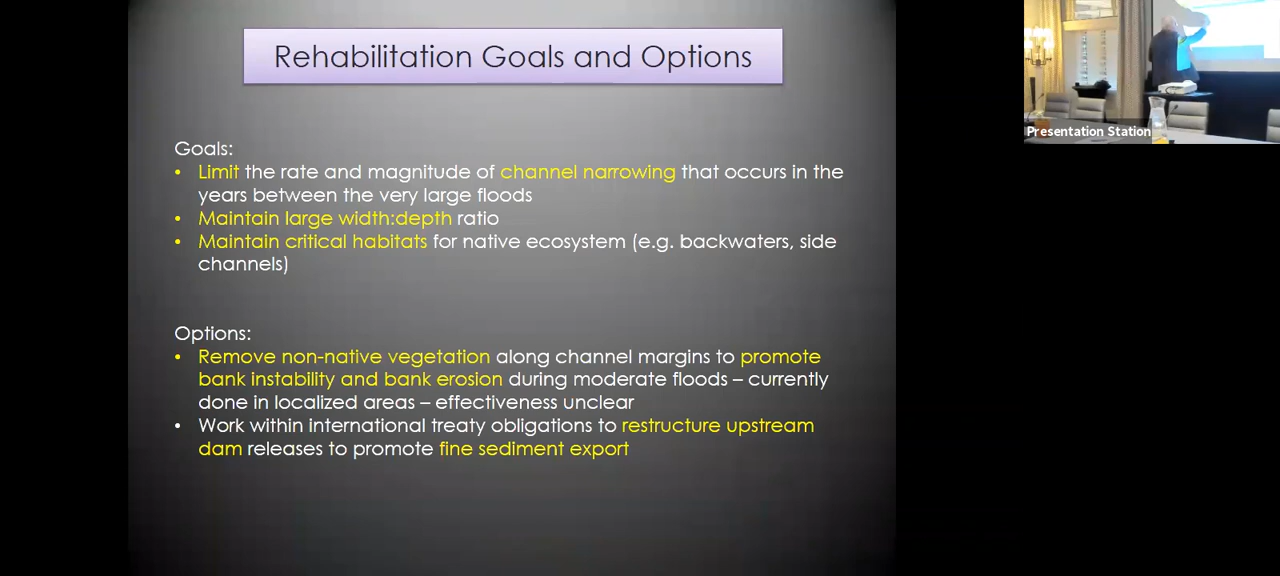 Rehabilitation Goals and Options
Presentation Station
Goals:
• Limit the rate and magnitude of channel narrowing that occurs in the
years between the very large floods
• Maintain large width:depth ratio
• Maintain critical habitats for native ecosystem (e.g. backwaters, side
channels)
Options:
• Remove non-native vegetation along channel margins to promote
bank instability and bank erosion during moderate floods – currently
done in localized areas – effectiveness unclear
• Work within international treaty obligations to restructure upstream
dam releases to promote fine sediment export